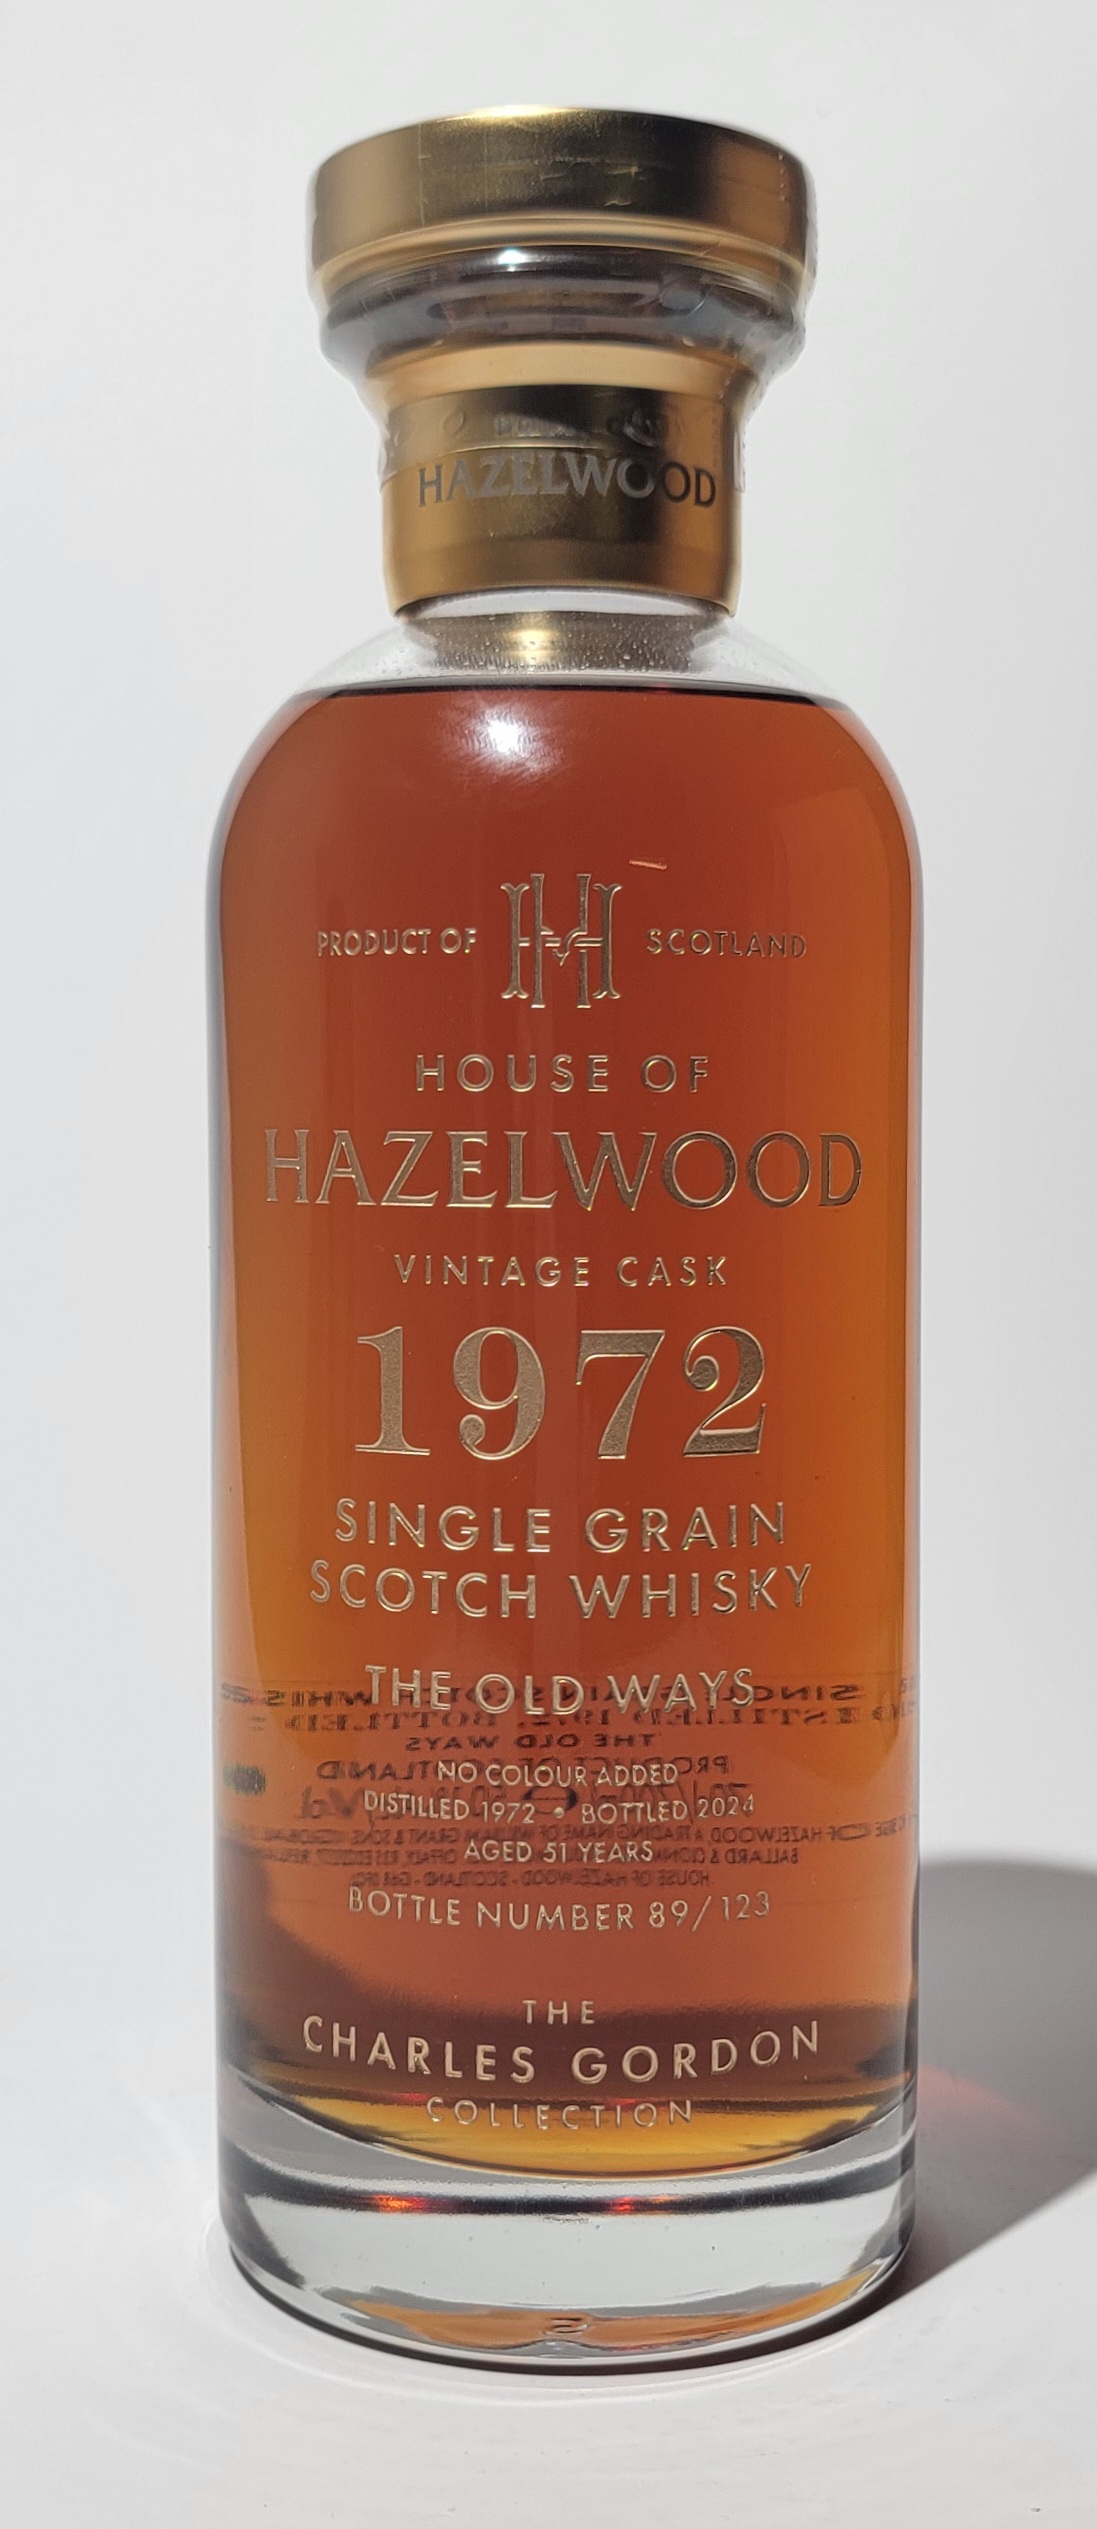 HAZELWOOD
PRODUCT OF H SCOTLAND
HOUSE OF
HAZELWOOD
VINTAGE CASK
1972
SINGLE GRAIN
SCOTCH WHISKY
THE OLD WAYS
NO COLOUR ADDED
DISTILLED 1972 • BOTTLED 2024
AGED 51 YEARS
BOTTLE NUMBER 89/123
THE
CHARLES GORDON
COLLECTION